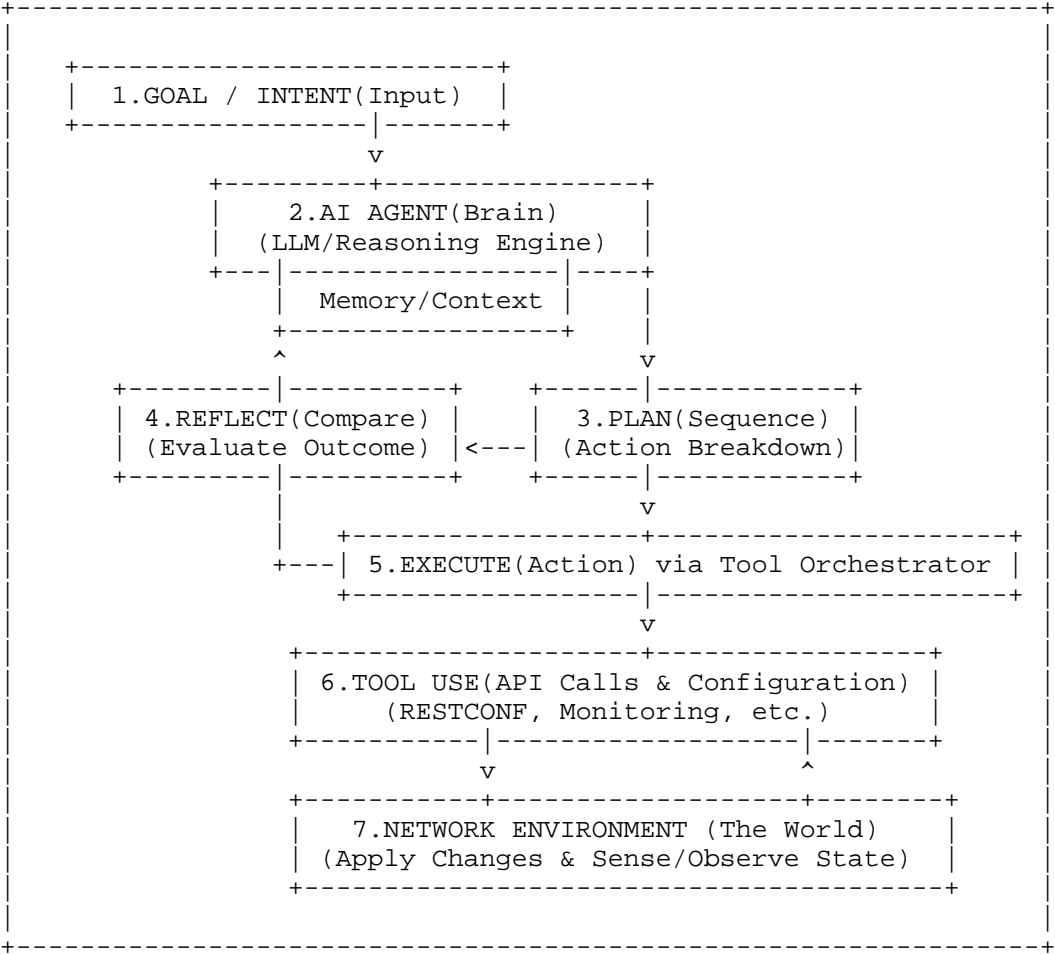 1.GOAL / INTENT(Input)
2.AI AGENT(Brain)
(LLM/Reasoning Engine)
Memory/Context
4.REFLECT(Compare)
(Evaluate Outcome)
3.PLAN(Sequence)
(Action Breakdown)
5.EXECUTE(Action) via Tool Orchestrator
6.TOOL USE(API Calls & Configuration)
(RESTCONF, Monitoring, etc.)
7.NETWORK ENVIRONMENT (The World)
(Apply Changes & Sense/Observe State)